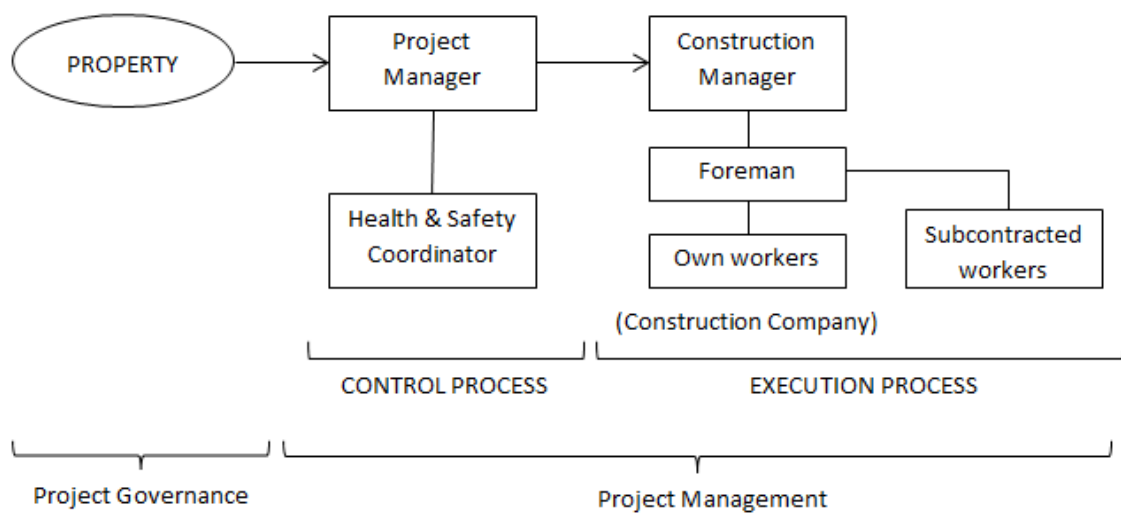 PROPERTY
Project
Manager
Construction
Manager
Foreman
Health & Safety
Coordinator
Own workers
Subcontracted
workers
(Construction Company)
CONTROL PROCESS
EXECUTION PROCESS
Project Governance
Project Management